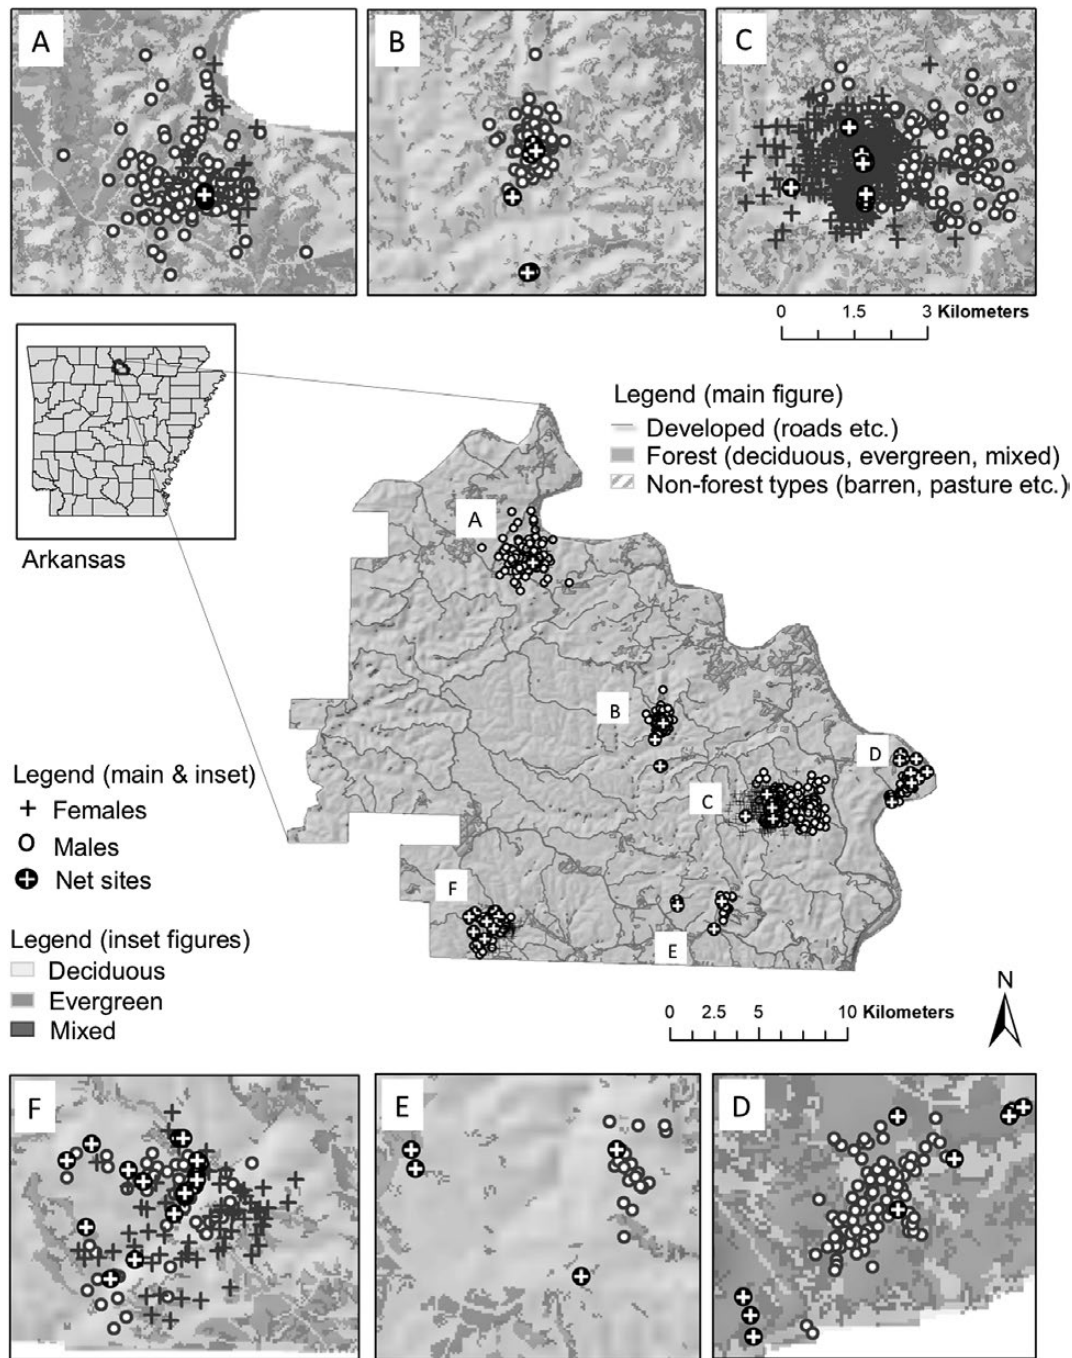 A
B
C
0 1.5 3 Kilometers
Arkansas
Legend (main figure)
Developed (roads etc.)
Forest (deciduous, evergreen, mixed)
Non-forest types (barren, pasture etc.)
A
B
C
D
E
F
Legend (main & inset)
Females
Males
Net sites
Legend (inset figures)
Deciduous
Evergreen
Mixed
0 2.5 5 10 Kilometers
N
F
E
D